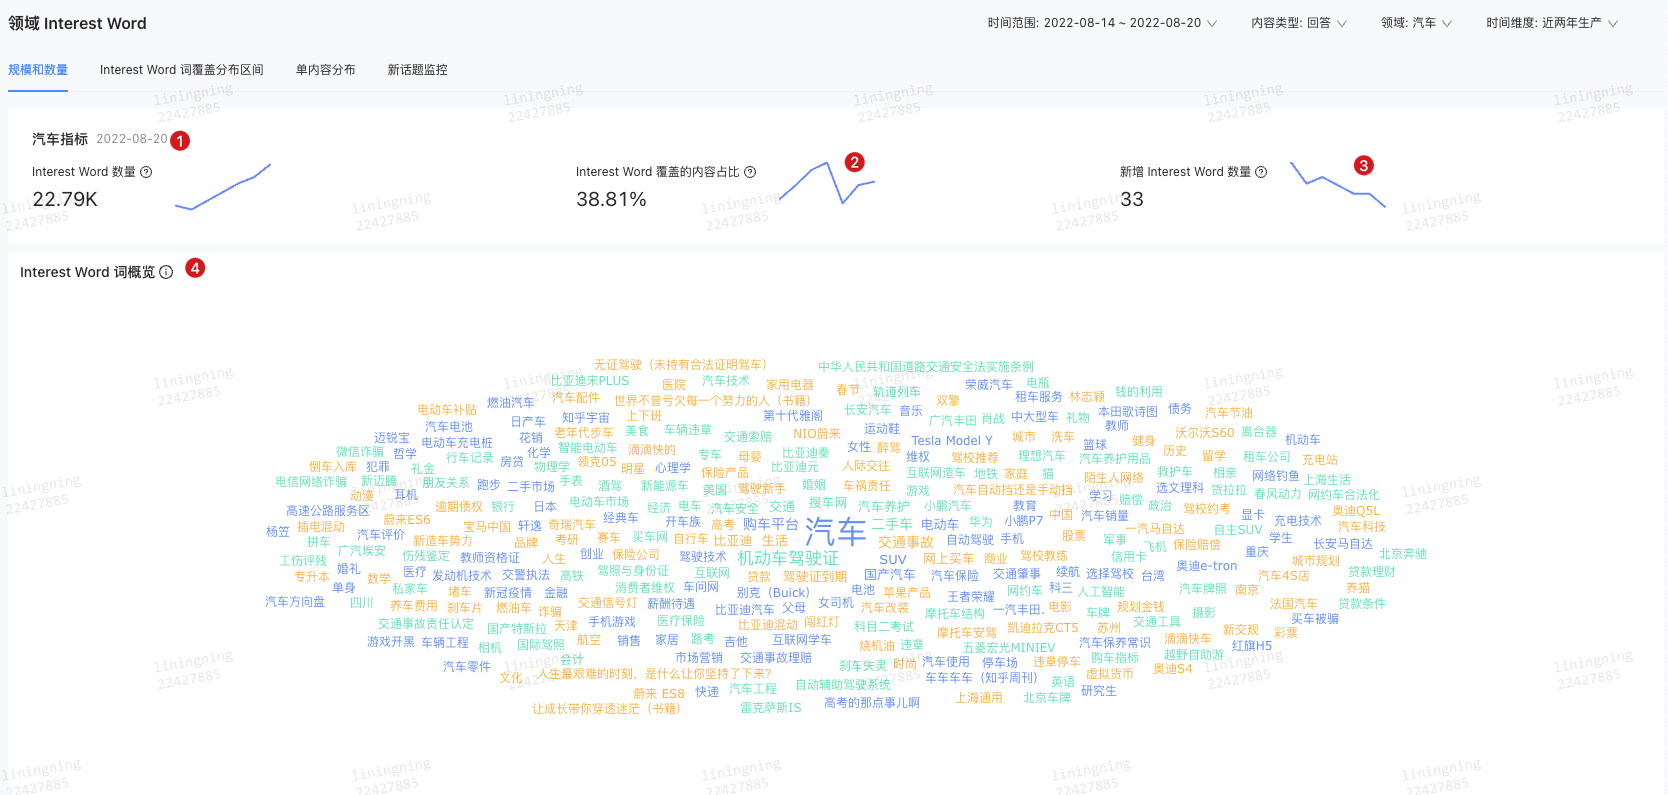 领域 Interest Word
时间范围: 2022-08-14 ~ 2022-08-20 内容类型: 回答 领域: 汽车 时间维度: 近两年生产
规模和数量 Interest Word 词覆盖分布区间 单内容分布 新话题监控
汽车指标 2022-08-20 1
Interest Word 数量 22.79K
2 Interest Word 覆盖的内容占比 38.81%
3 新增 Interest Word 数量 33
Interest Word 词概览 4
无证驾驶（未持有合法证明驾车） 中华人民共和国道路交通安全法实施条例
比亚迪宋PLUS 医院 汽车技术 家用电器 春节 轨道列车 荣威汽车 电瓶
燃油汽车 汽车配件 世界不曾亏欠每一个努力的人（书籍） 双擎 租车服务 林志颖 钱的利用
电动车补贴 日产车 知乎宇宙 上下班 第十代雅阁 长安汽车 音乐 广汽丰田 肖战 中大型车 礼物 本田歌诗图 债务 汽车节油
汽车电池 花销 老年代步车 美食 车辆违章 交通索赔 NIO蔚来 运动鞋 Tesla Model Y 城市 洗车 教师 篮球 健身 沃尔沃S60 离合器
迈锐宝 电动车充电桩 化学 智能电动车 滴滴快的 专车 母婴 比亚迪秦 女性 醉驾 维权 驾校推荐 理想汽车 汽车养护用品 历史 留学 租车公司 机动车
微信诈骗 哲学 行车记录 房贷 物理学 领克05 明星 心理学 保险产品 比亚迪元 人际交往 互联网造车 地铁 家庭 猫 陌生人网络 救护车 相亲 网络钓鱼 充电站
倒车入库 犯罪 礼金 朋友关系 跑步 二手市场 手表 酒驾 新能源车 美国 驾驶新手 婚姻 车祸责任 游戏 汽车自动挡还是手动挡 学习 赔偿 选文理科 货拉拉 春风动力 上海生活
电信网络诈骗 新迈腾 动漫 耳机 逾期债权 银行 日本 电动车市场 经济 电车 汽车安全 交通 搜车网 汽车养护 小鹏汽车 教育 中国 汽车销量 政治 驾校约考 显卡 网约车合法化
高速公路服务区 蔚来ES6 宝马中国 轩逸 奇瑞汽车 经典车 开车族 高考 购车平台 汽车 二手车 电动车 华为 小鹏P7 一汽马自达 自主SUV 充电技术 奥迪Q5L
杨笠 插电混动 汽车评价 新造车势力 品牌 考研 赛车 买车网 自行车 比亚迪 生活 交通事故 自动驾驶 手机 股票 军事 飞机 保险赔偿 学生 长安马自达 汽车科技
拼车 广汽埃安 伤残鉴定 教师资格证 人生 创业 保险公司 驾驶技术 机动车驾驶证 SUV 网上买车 商业 驾校教练 信用卡 奥迪e-tron 重庆 城市规划 北京奔驰
工伤评残 婚礼 医疗 发动机技术 交警执法 高铁 驾照与身份证 互联网 贷款 驾驶证到期 国产汽车 汽车保险 交通肇事 续航 选择驾校 台湾 汽车4S店 贷款理财
专升本 单身 数学 私家车 堵车 新冠疫情 金融 消费者维权 车问网 别克（Buick） 电池 苹果产品 王者荣耀 网约车 科三 人工智能 汽车牌照 南京 养猫
汽车方向盘 四川 养车费用 刹车片 燃油车 诈骗 交通信号灯 薪酬待遇 比亚迪汽车 父母 女司机 汽车改装 摩托车结构 一汽丰田. 电影 车牌 规划金钱 摄影 法国汽车 贷款条件
交通事故责任认定 国产特斯拉 天津 手机游戏 医疗保险 比亚迪混动 闯红灯 科目二考试 摩托车安驾 凯迪拉克CT5 苏州 交通工具 新交规 彩票 买车被骗
游戏开黑 车辆工程 相机 国际驾照 航空 销售 家居 路考 吉他 互联网学车 烧机油 违章 五菱宏光MINIEV 汽车保养常识 滴滴快车 红旗H5
汽车零件 会计 市场营销 交通事故理赔 刹车失灵 时尚 汽车使用 停车场 违章停车 购车指标 越野自助游 奥迪S4
文化 人生最艰难的时刻，是什么让你坚持了下来？ 自动辅助驾驶系统 车车车车（知乎周刊） 英语 虚拟货币
蔚来 ES8 快递 汽车工程 高考的那点事儿啊 上海通用 北京车牌 研究生
让成长带你穿透迷茫（书籍） 雷克萨斯IS
liningning
22427885